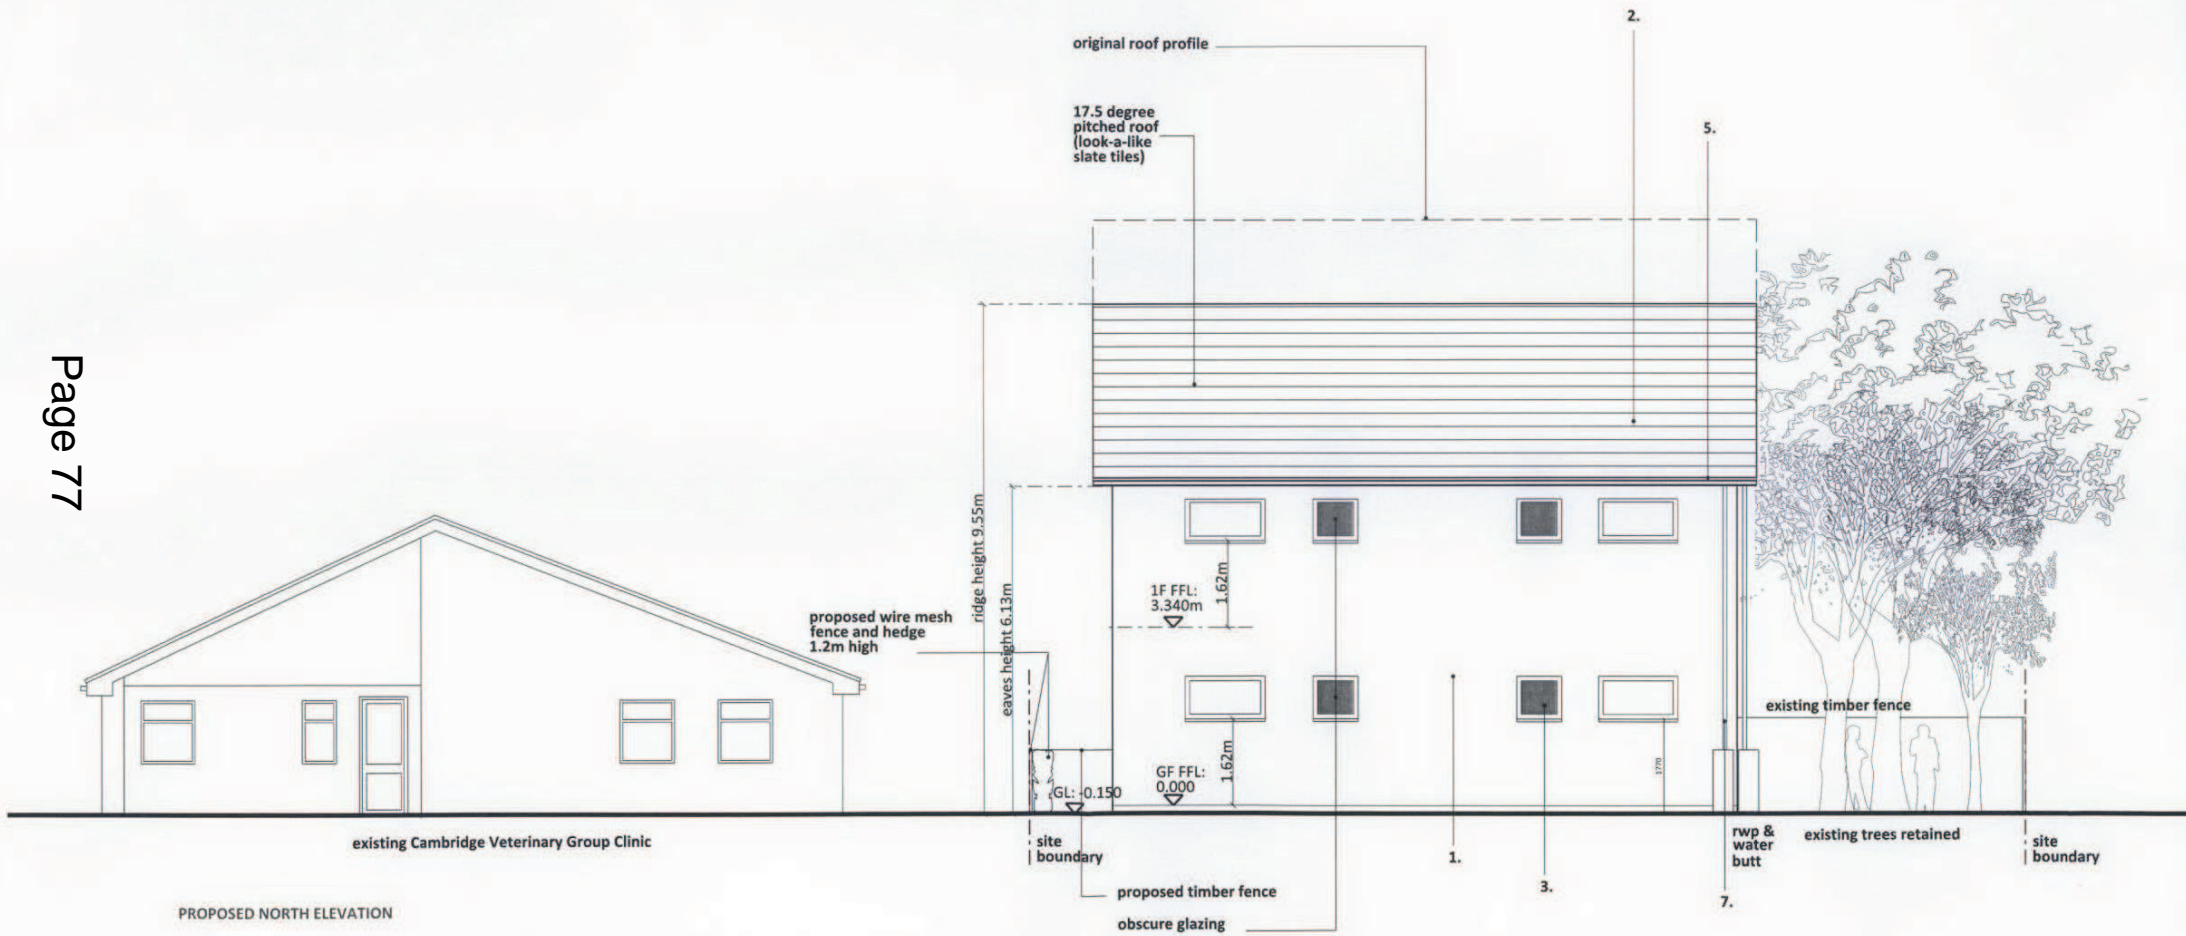 2.
original roof profile
17.5 degree
pitched roof
(look-a-like
slate tiles)
5.
Page 77
ridge height 9.55m
eaves height 6.13m
1F FFL:
3.340m
1.62m
proposed wire mesh
fence and hedge
1.2m high
existing timber fence
GF FFL:
0.000
1.62m
1770
GL: -0.150
existing Cambridge Veterinary Group Clinic
site
boundary
1.
rwp &
water
butt
existing trees retained
site
boundary
3.
7.
proposed timber fence
obscure glazing
PROPOSED NORTH ELEVATION